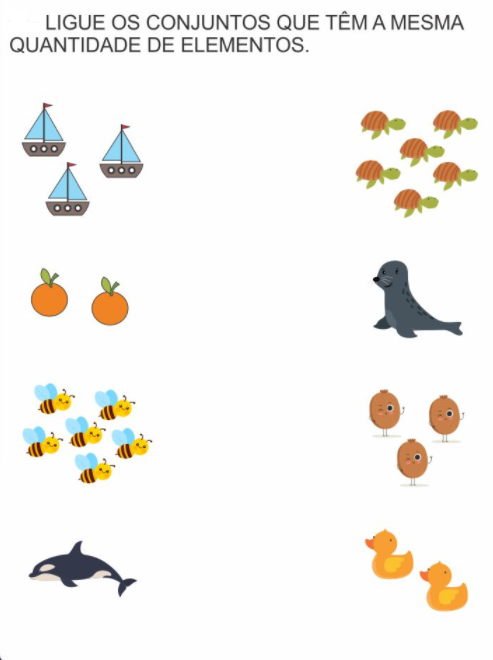 LIGUE OS CONJUNTOS QUE TÊM A MESMA
QUANTIDADE DE ELEMENTOS.